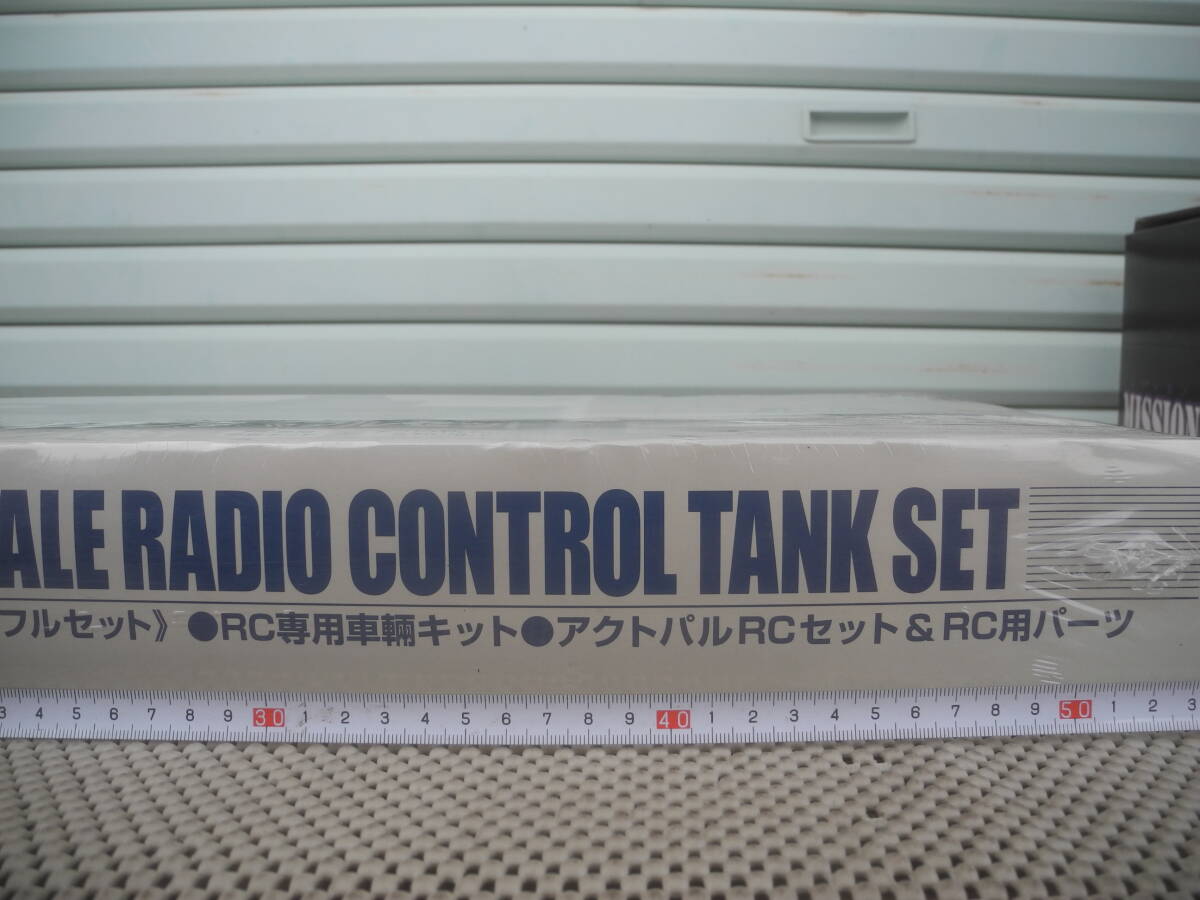 MISSION
ALE RADIO CONTROL TANK SET
フルセット》 ●RC専用車輛キット●アクトパルRCセット＆RC用パーツ
3 4 5 6 7 8 9 30 1 2 3 4 5 6 7 8 9 40 1 2 3 4 5 6 7 8 9 50 1 2 3